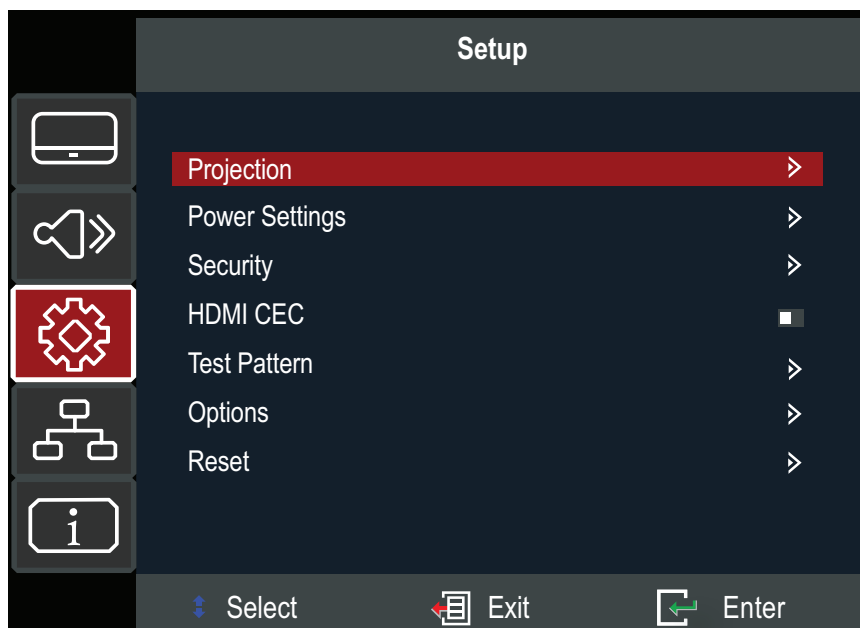 Setup
Projection
Power Settings
Security
HDMI CEC
Test Pattern
Options
Reset
i
Select Exit Enter